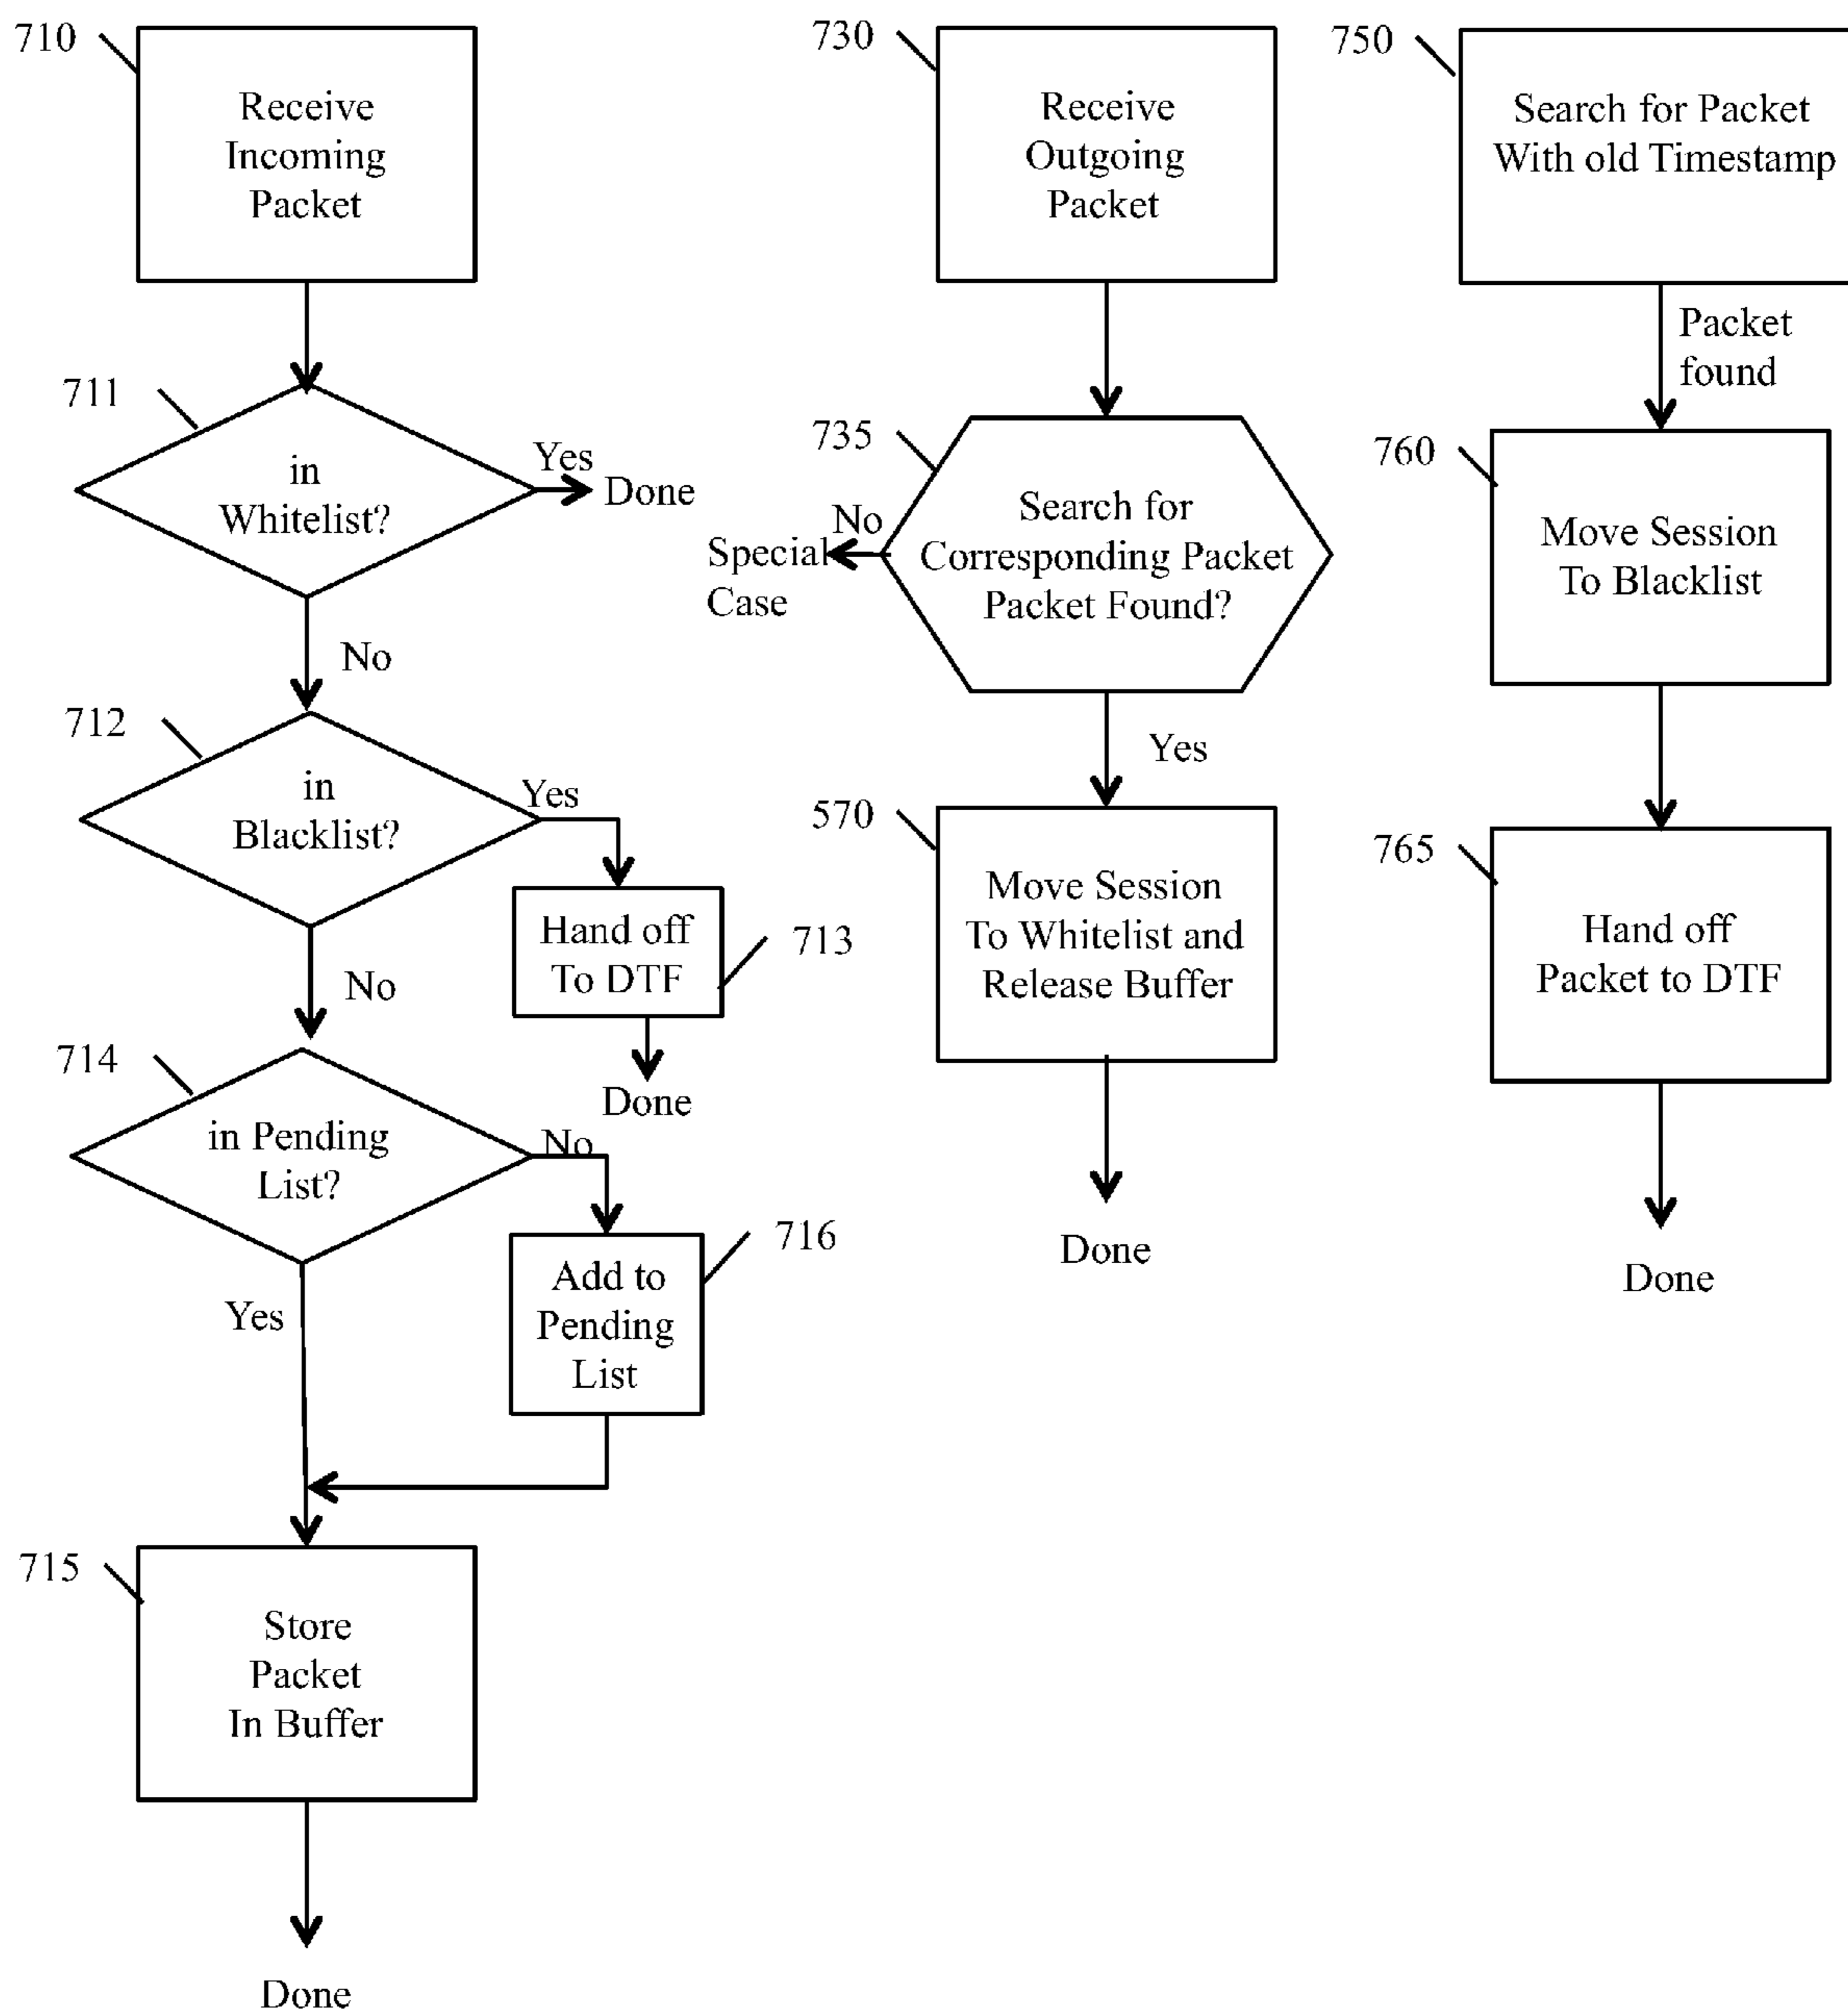 710
Receive
Incoming
Packet
711
in
Whitelist?
Yes
Done
No
712
in
Blacklist?
Yes
Hand off
To DTF
713
Done
No
714
in Pending
List?
No
Add to
Pending
List
716
Yes
715
Store
Packet
In Buffer
Done
730
Receive
Outgoing
Packet
735
Search for
Corresponding Packet
Packet Found?
No
Special
Case
Yes
570
Move Session
To Whitelist and
Release Buffer
Done
750
Search for Packet
With old Timestamp
Packet
found
760
Move Session
To Blacklist
765
Hand off
Packet to DTF
Done